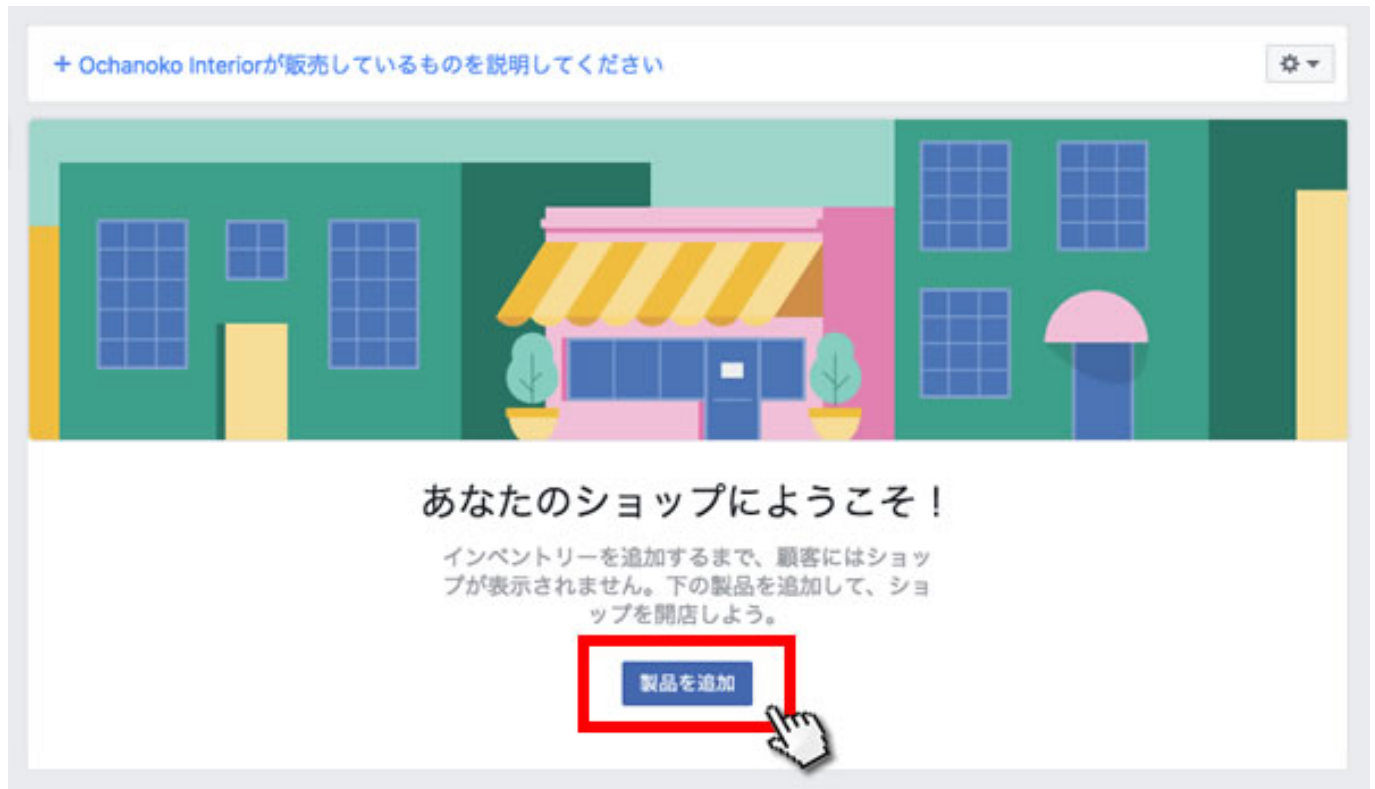 + Ochanoko Interiorが販売しているものを説明してください
あなたのショップにようこそ！
インベントリーを追加するまで、顧客にはショッ
プが表示されません。下の製品を追加して、ショ
ップを開店しよう。
製品を追加